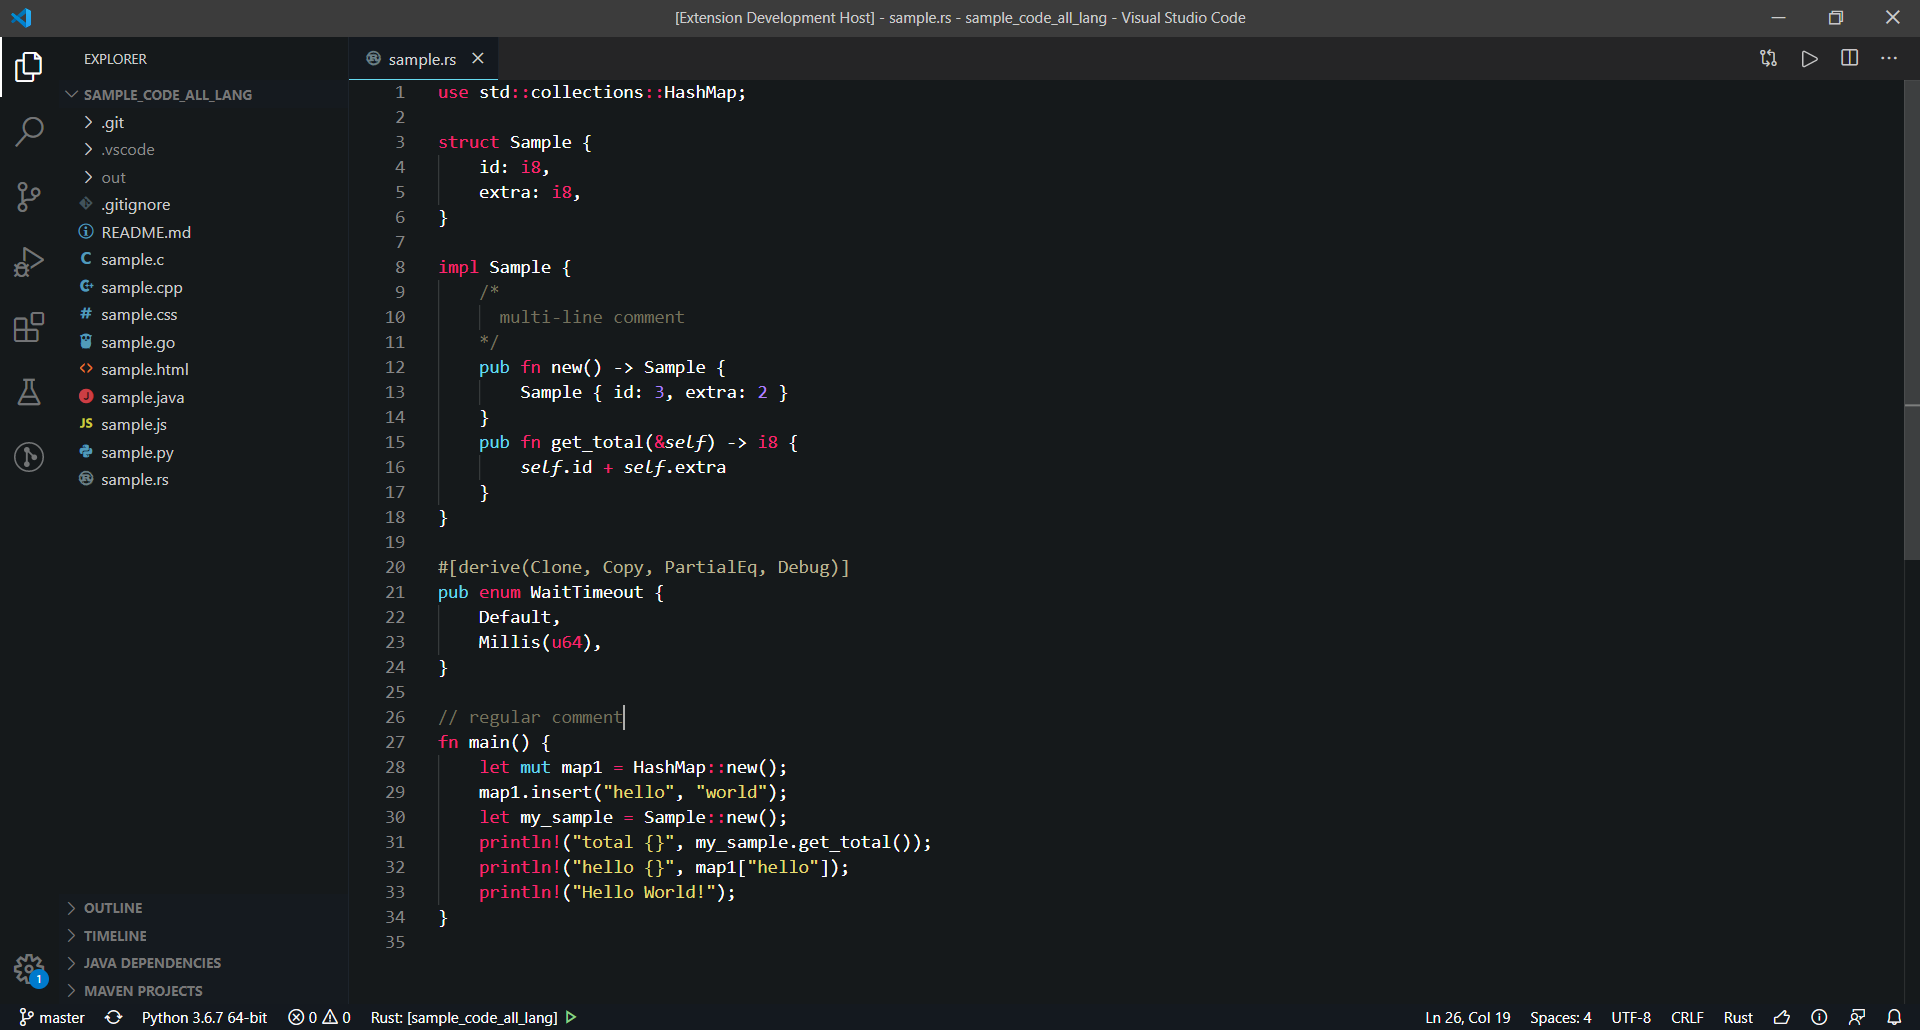 [Extension Development Host] - sample.rs - sample_code_all_lang - Visual Studio Code
EXPLORER
SAMPLE_CODE_ALL_LANG
.git
.vscode
out
.gitignore
README.md
C sample.c
C+ sample.cpp
# sample.css
sample.go
<> sample.html
J sample.java
JS sample.js
sample.py
sample.rs
OUTLINE
TIMELINE
JAVA DEPENDENCIES
MAVEN PROJECTS
1
sample.rs
1 use std::collections::HashMap;
2
3 struct Sample {
4     id: i8,
5     extra: i8,
6 }
7
8 impl Sample {
9     /*
10       multi-line comment
11     */
12     pub fn new() -> Sample {
13         Sample { id: 3, extra: 2 }
14     }
15     pub fn get_total(&self) -> i8 {
16         self.id + self.extra
17     }
18 }
19
20 #[derive(Clone, Copy, PartialEq, Debug)]
21 pub enum WaitTimeout {
22     Default,
23     Millis(u64),
24 }
25
26 // regular comment
27 fn main() {
28     let mut map1 = HashMap::new();
29     map1.insert("hello", "world");
30     let my_sample = Sample::new();
31     println!("total {}", my_sample.get_total());
32     println!("hello {}", map1["hello"]);
33     println!("Hello World!");
34 }
35
master Python 3.6.7 64-bit 0 0 Rust: [sample_code_all_lang] Ln 26, Col 19 Spaces: 4 UTF-8 CRLF Rust